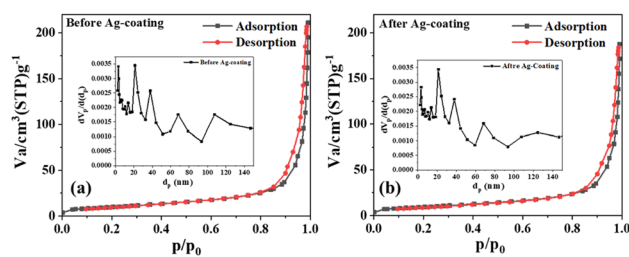 Before Ag-coating
Adsorption
Desorption
Va/cm³(STP)g⁻¹
200
150
100
50
0
0.0 0.2 0.4 0.6 0.8 1.0
p/p₀
(a)
Before Ag-coating
dVₚ/d(dₚ)
0.0035
0.0030
0.0025
0.0020
0.0015
0.0010
0.0005
0.0000
0 20 40 60 80 100 120 140
dₚ (nm)
After Ag-coating
Adsorption
Desorption
Va/cm³(STP)g⁻¹
200
150
100
50
0
0.0 0.2 0.4 0.6 0.8 1.0
p/p₀
(b)
Aftre Ag-Coating
dVₚ/d(dₚ)
0.0035
0.0030
0.0025
0.0020
0.0015
0.0010
0.0005
0.0000
0 20 40 60 80 100 120 140
dₚ (nm)